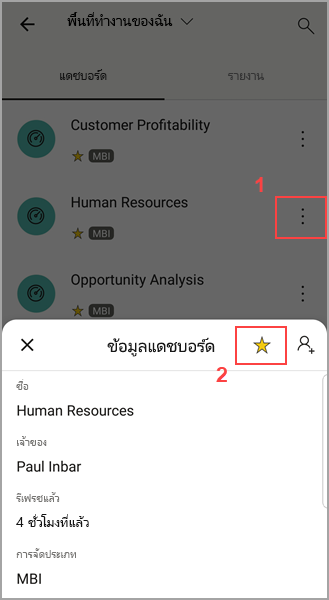 พื้นที่ทำงานของฉัน
แดชบอร์ด รายงาน
Customer Profitability
MBI
1
Human Resources
MBI
Opportunity Analysis
MBI
ข้อมูลแดชบอร์ด
2
ชื่อ
Human Resources
เจ้าของ
Paul Inbar
รีเฟรชแล้ว
4 ชั่วโมงที่แล้ว
การจัดประเภท
MBI